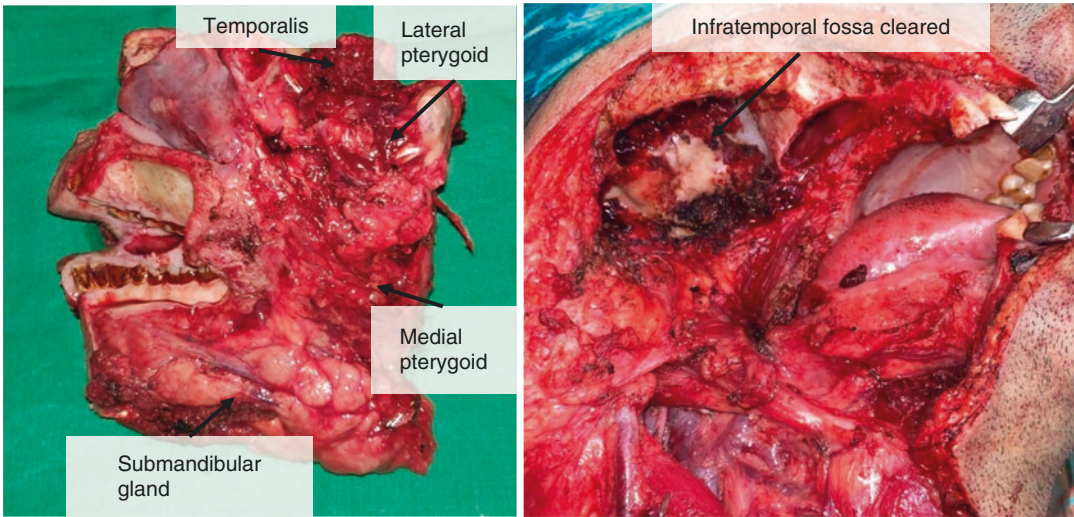 Temporalis
Lateral
pterygoid
Medial
pterygoid
Submandibular
gland
Infratemporal fossa cleared